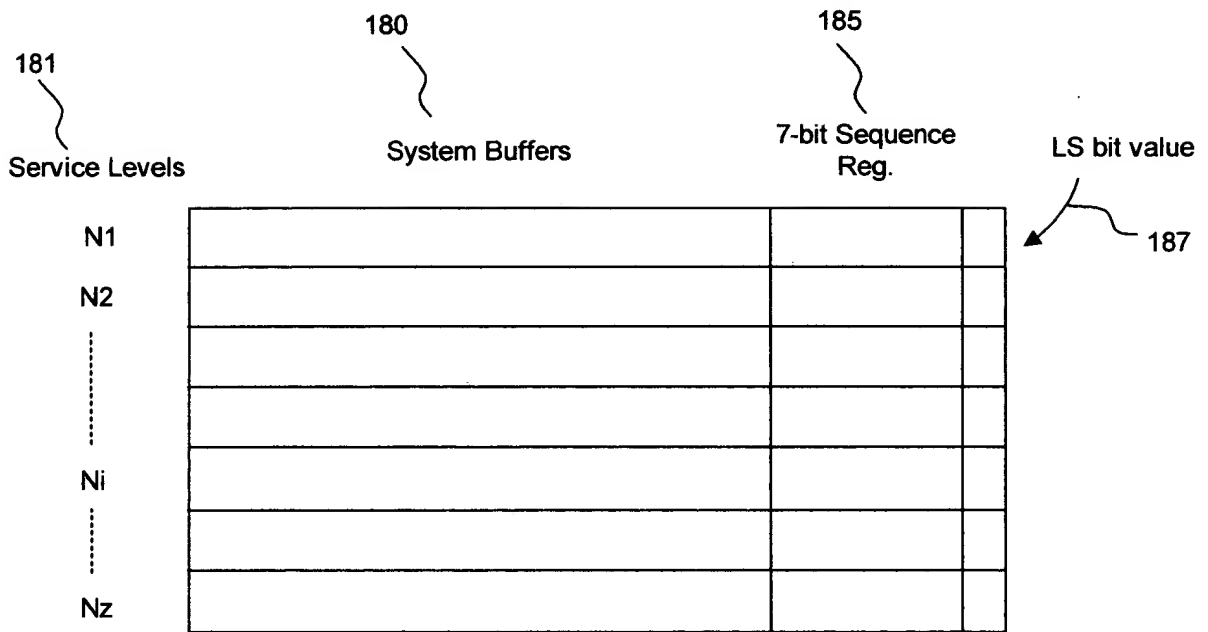 180
185
181
Service Levels
System Buffers
7-bit Sequence
Reg.
LS bit value
187
N1
N2
Ni
Nz